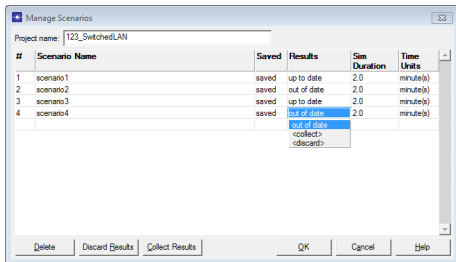 Manage Scenarios
Project name: 123_SwitchedLAN
# Scenario Name Saved Results Sim Duration Time Units
1 scenario1 saved up to date 2.0 minute(s)
2 scenario2 saved out of date 2.0 minute(s)
3 scenario3 saved up to date 2.0 minute(s)
4 scenario4 saved out of date 2.0 minute(s)
out of date
<collect>
<discard>
Delete Discard Results Collect Results OK Cancel Help